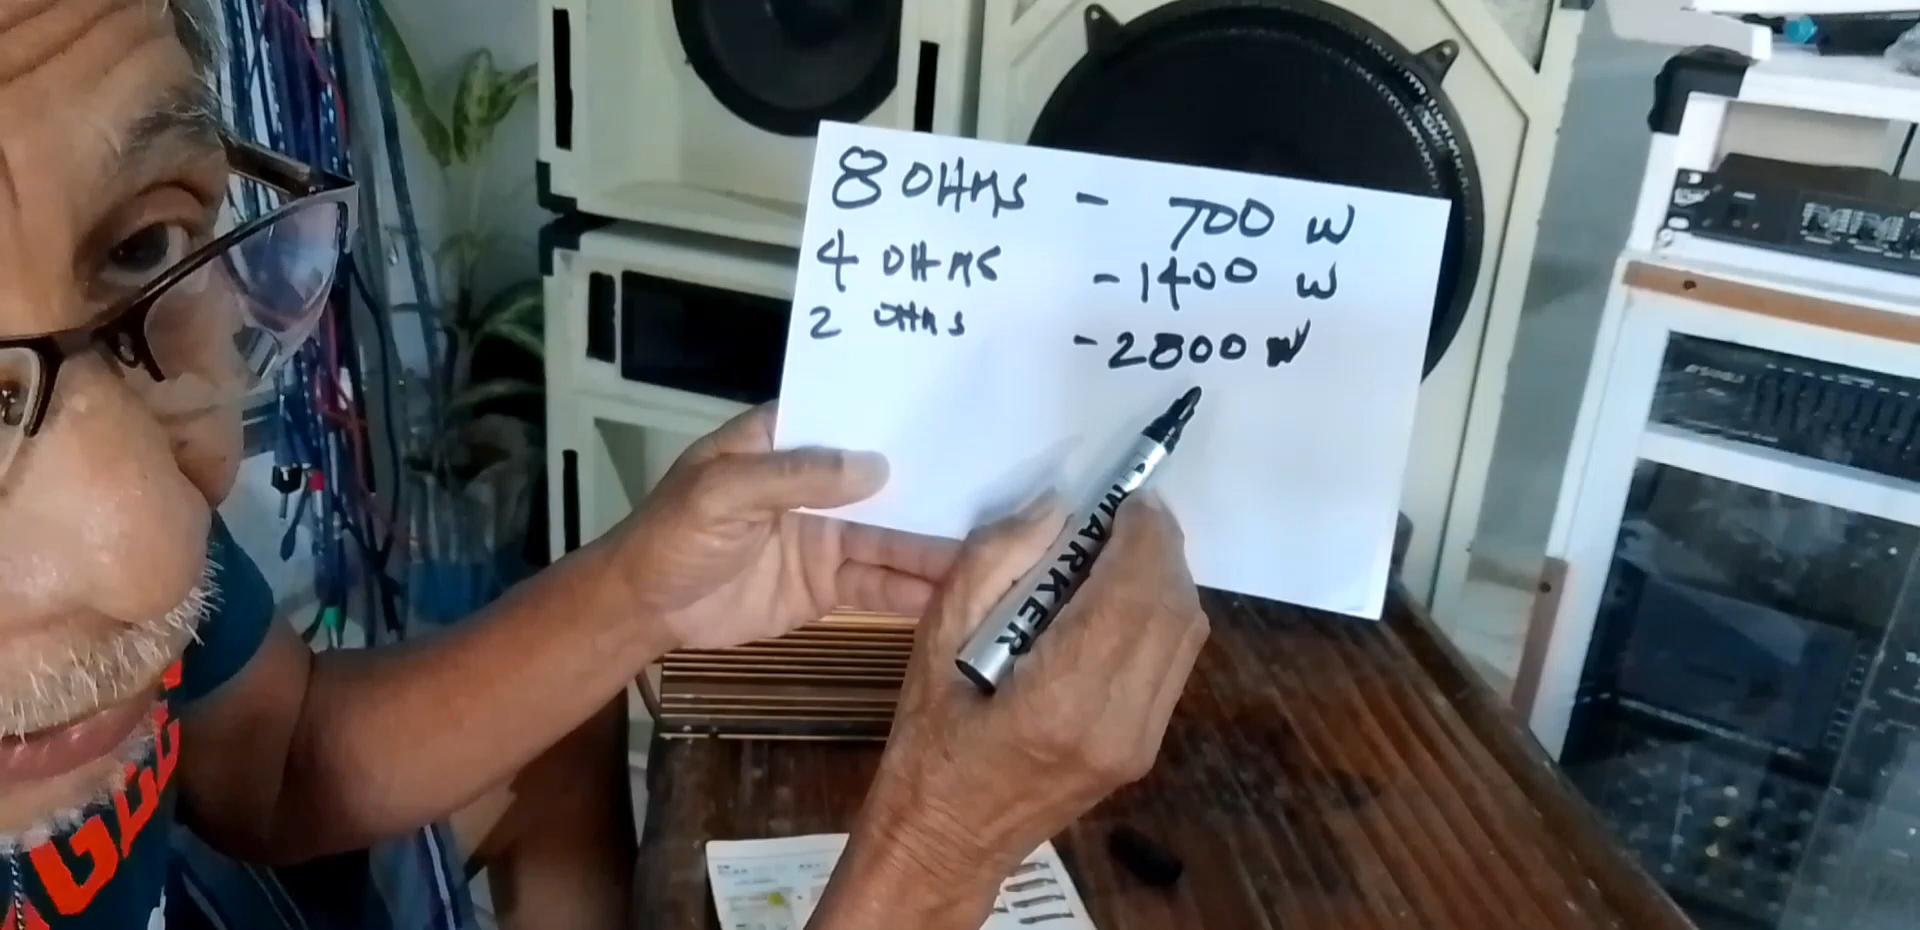 8 OHMS - 700 W
4 OHMS - 1400 W
2 OHMS - 2800 W
MARKER